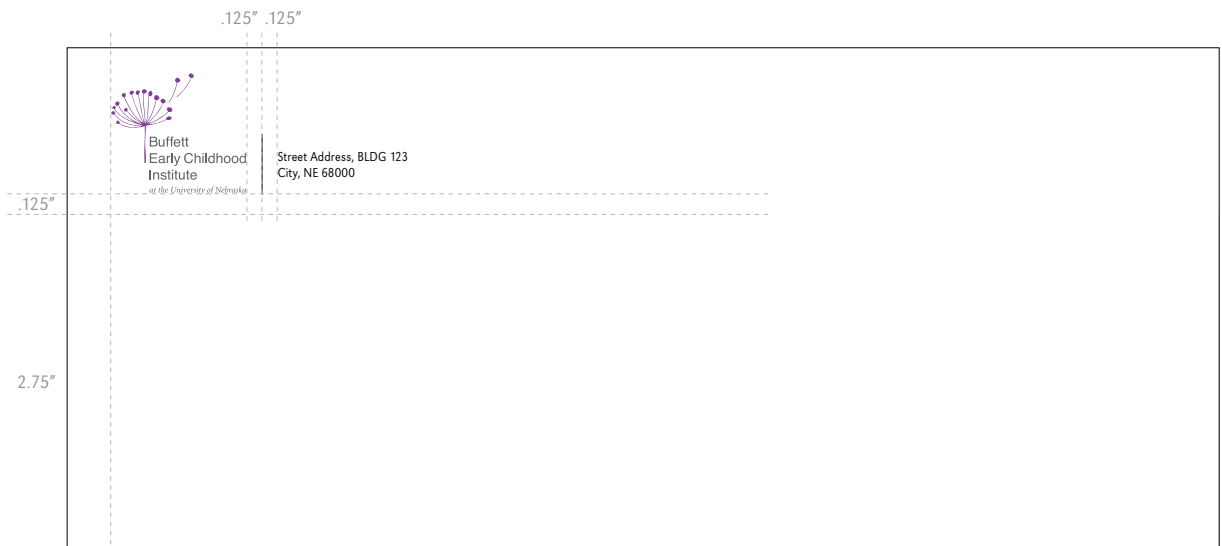 .125” .125”
Buffett
Early Childhood
Institute
at the University of Nebraska
Street Address, BLDG 123
City, NE 68000
.125”
2.75”